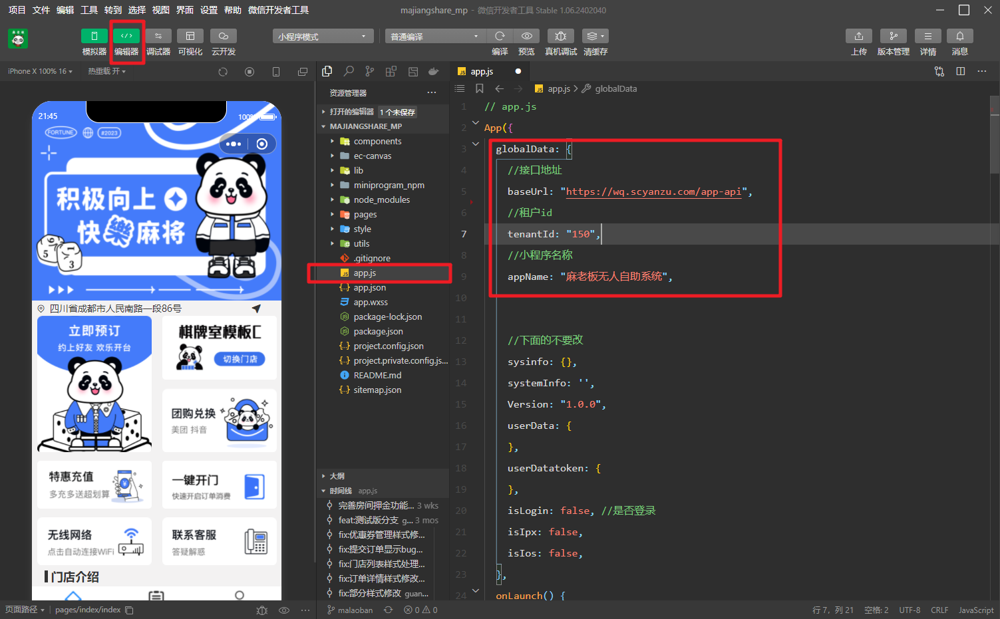 项目 文件 编辑 工具 转到 选择 视图 界面 设置 帮助 微信开发者工具
majiangshare_mp - 微信开发者工具 Stable 1.06.2402040
模拟器 编辑器 调试器 可视化 云开发
小程序模式
普通编译
编译 预览 真机调试 清缓存
上传 版本管理 详情 消息
iPhone X 100% 16
热重载 开
21:45
100%
FORTUNE
#2023
积极向上
快樂麻将
5
6
1
3
四川省成都市人民南路一段86号
立即预订
约上好友 欢乐开台
棋牌室模板汇
切换门店
团购兑换
美团 抖音
特惠充值
多充多送超划算
一键开门
快速开启订单消费
无线网络
点击自动连接WiFi
联系客服
答疑解惑
门店介绍
页面路径
pages/index/index
资源管理器
打开的编辑器 1 个未保存
MAJIANGSHARE_MP
components
ec-canvas
lib
miniprogram_npm
node_modules
pages
style
utils
.gitignore
app.js
app.json
app.wxss
package-lock.json
package.json
project.config.json
project.private.config.js...
README.md
sitemap.json
大纲
时间线 app.js
完善房间押金功能... 3 wks
feat:测试版分支 g... 3 mos
fix:优惠券管理样式修...
fix:提交订单显示bug...
fix:门店列表样式处理...
fix:订单详情样式修改...
fix:部分样式修改 guan...
JS app.js
JS app.js > globalData
1 // app.js
2 App({
3 globalData: {
4 //接口地址
5 baseUrl: "https://wq.scyanzu.com/app-api",
6 //租户id
7 tenantId: "150",
8 //小程序名称
9 appName: "麻老板无人自助系统",
10
11
12 //下面的不要改
13 sysinfo: {},
14 systemInfo: '',
15 Version: "1.0.0",
16 userData: {
17 },
18 userDatatoken: {
19 },
20 isLogin: false, //是否登录
21 isIpx: false,
22 isIos: false,
23 },
24 onLaunch() {
malaoban
0 0
行 7，列 21 空格: 2 UTF-8 CRLF JavaScript